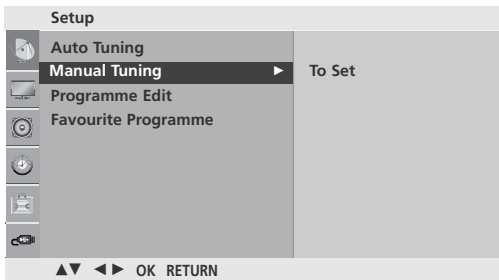 Setup
Auto Tuning
Manual Tuning ► To Set
Programme Edit
Favourite Programme
▲▼ ◄► OK RETURN